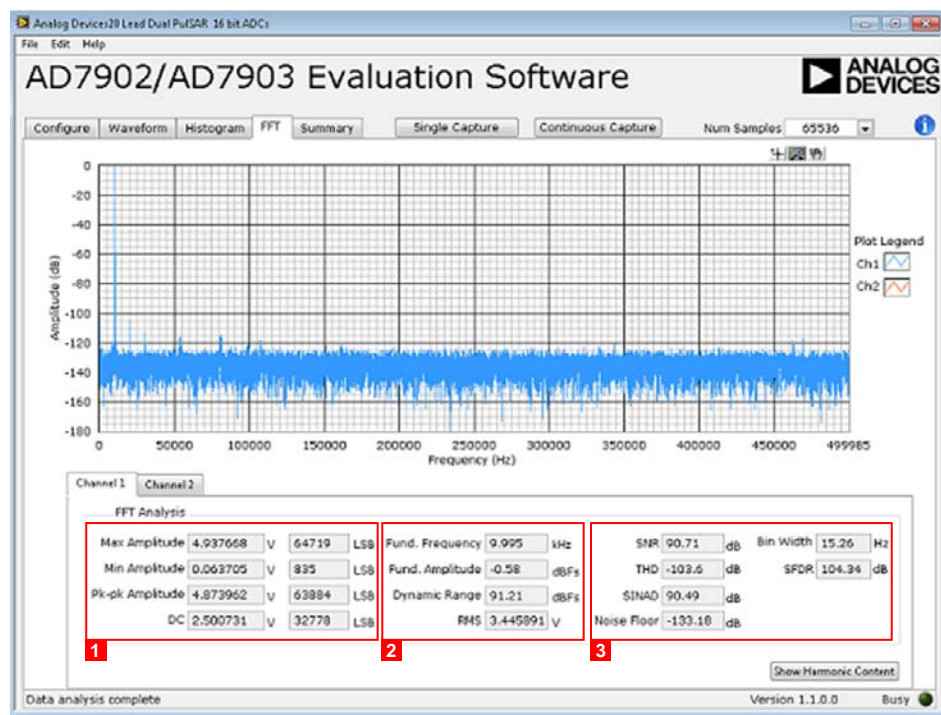 Analog Devices20 Lead Dual PulSAR 16 bit ADCs
File Edit Help
AD7902/AD7903 Evaluation Software
ANALOG
DEVICES
Configure Waveform Histogram FFT Summary Single Capture Continuous Capture Num Samples 65536
0
-20
-40
-60
-80
-100
-120
-140
-160
-180
Amplitude (dB)
0 50000 100000 150000 200000 250000 300000 350000 400000 450000 499985
Frequency (Hz)
Plot Legend
Ch1
Ch2
Channel 1 Channel 2
FFT Analysis
Max Amplitude 4.937668 V 64719 LSB Fund. Frequency 9.995 kHz SNR 90.71 dB Bin Width 15.26 Hz
Min Amplitude 0.063705 V 835 LSB Fund. Amplitude -0.58 dBFs THD -103.6 dB SFDR 104.34 dB
Pk-pk Amplitude 4.873962 V 63884 LSB Dynamic Range 91.21 dBFs SINAD 90.49 dB
DC 2.500731 V 32778 LSB RMS 3.445891 V Noise Floor -133.18 dB
1 2 3
Show Harmonic Content
Data analysis complete Version 1.1.0.0 Busy